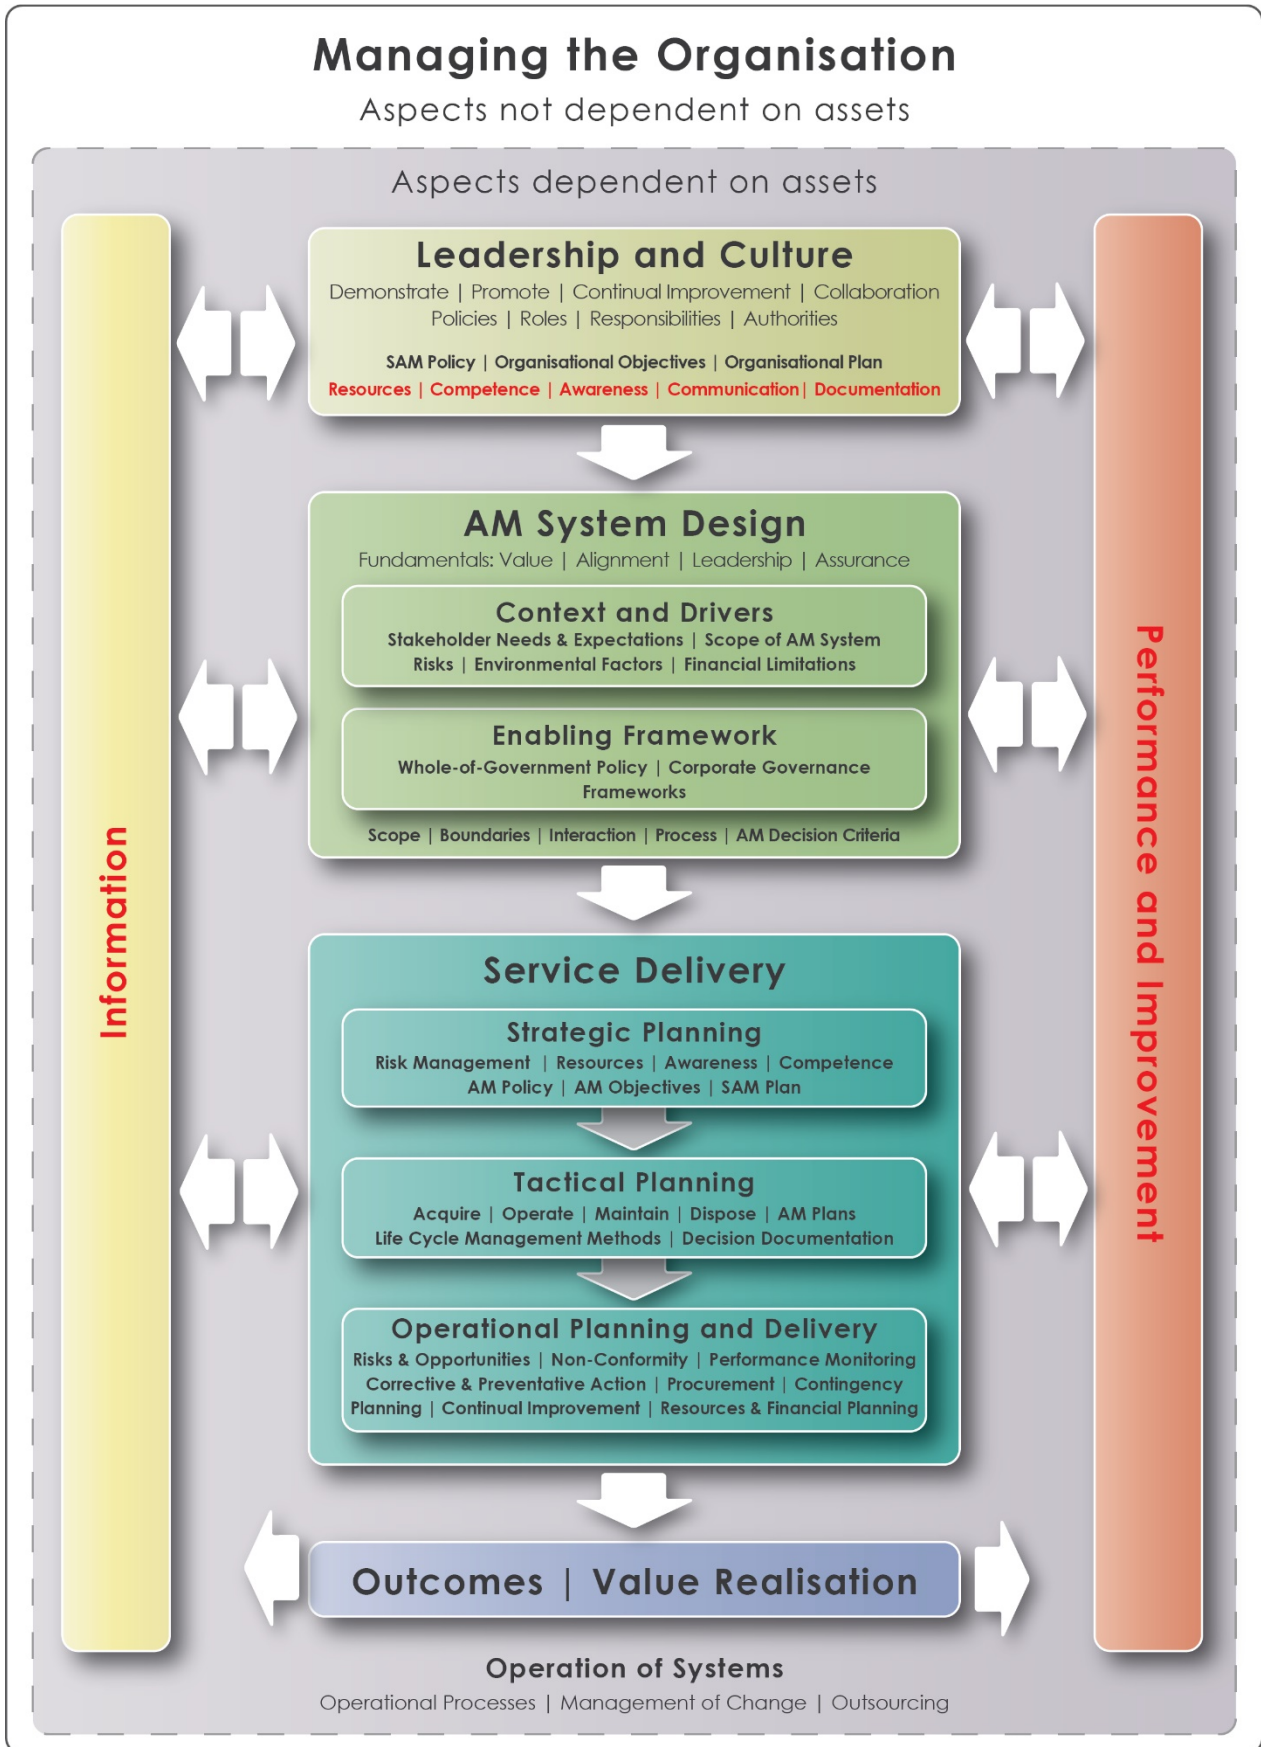 Managing the Organisation
Aspects not dependent on assets
Aspects dependent on assets
Leadership and Culture
Demonstrate | Promote | Continual Improvement | Collaboration
Policies | Roles | Responsibilities | Authorities
SAM Policy | Organisational Objectives | Organisational Plan
Resources | Competence | Awareness | Communication| Documentation
AM System Design
Fundamentals: Value | Alignment | Leadership | Assurance
Context and Drivers
Stakeholder Needs & Expectations | Scope of AM System
Risks | Environmental Factors | Financial Limitations
Enabling Framework
Whole-of-Government Policy | Corporate Governance
Frameworks
Scope | Boundaries | Interaction | Process | AM Decision Criteria
Information
Performance and Improvement
Service Delivery
Strategic Planning
Risk Management | Resources | Awareness | Competence
AM Policy | AM Objectives | SAM Plan
Tactical Planning
Acquire | Operate | Maintain | Dispose | AM Plans
Life Cycle Management Methods | Decision Documentation
Operational Planning and Delivery
Risks & Opportunities | Non-Conformity | Performance Monitoring
Corrective & Preventative Action | Procurement | Contingency
Planning | Continual Improvement | Resources & Financial Planning
Outcomes | Value Realisation
Operation of Systems
Operational Processes | Management of Change | Outsourcing